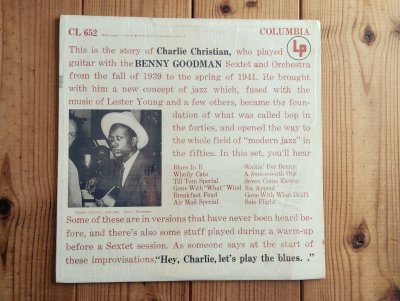 CL 652
COLUMBIA
Lp
This is the story of Charlie Christian, who played
guitar with the BENNY GOODMAN Sextet and Orchestra
from the fall of 1939 to the spring of 1941. He brought
with him a new concept of jazz which, fused with the
music of Lester Young and a few others, became the foun-
dation of what was called bop in
the forties, and opened the way to
the whole field of "modern jazz" in
the fifties. In this set, you'll hear
Blues In B
Waitin' For Benny
Wholly Cats
A Smo-o-o-oth One
Till Tom Special
Seven Come Eleven
Gone With "What" Wind
Six Appeal
Breakfast Feud
Gone With What Draft
Air Mail Special
Solo Flight
Some of these are in versions that have never been heard be-
fore, and there's also some stuff played during a warm-up
before a Sextet session. As someone says at the start of
these improvisations, "Hey, Charlie, let's play the blues. ."